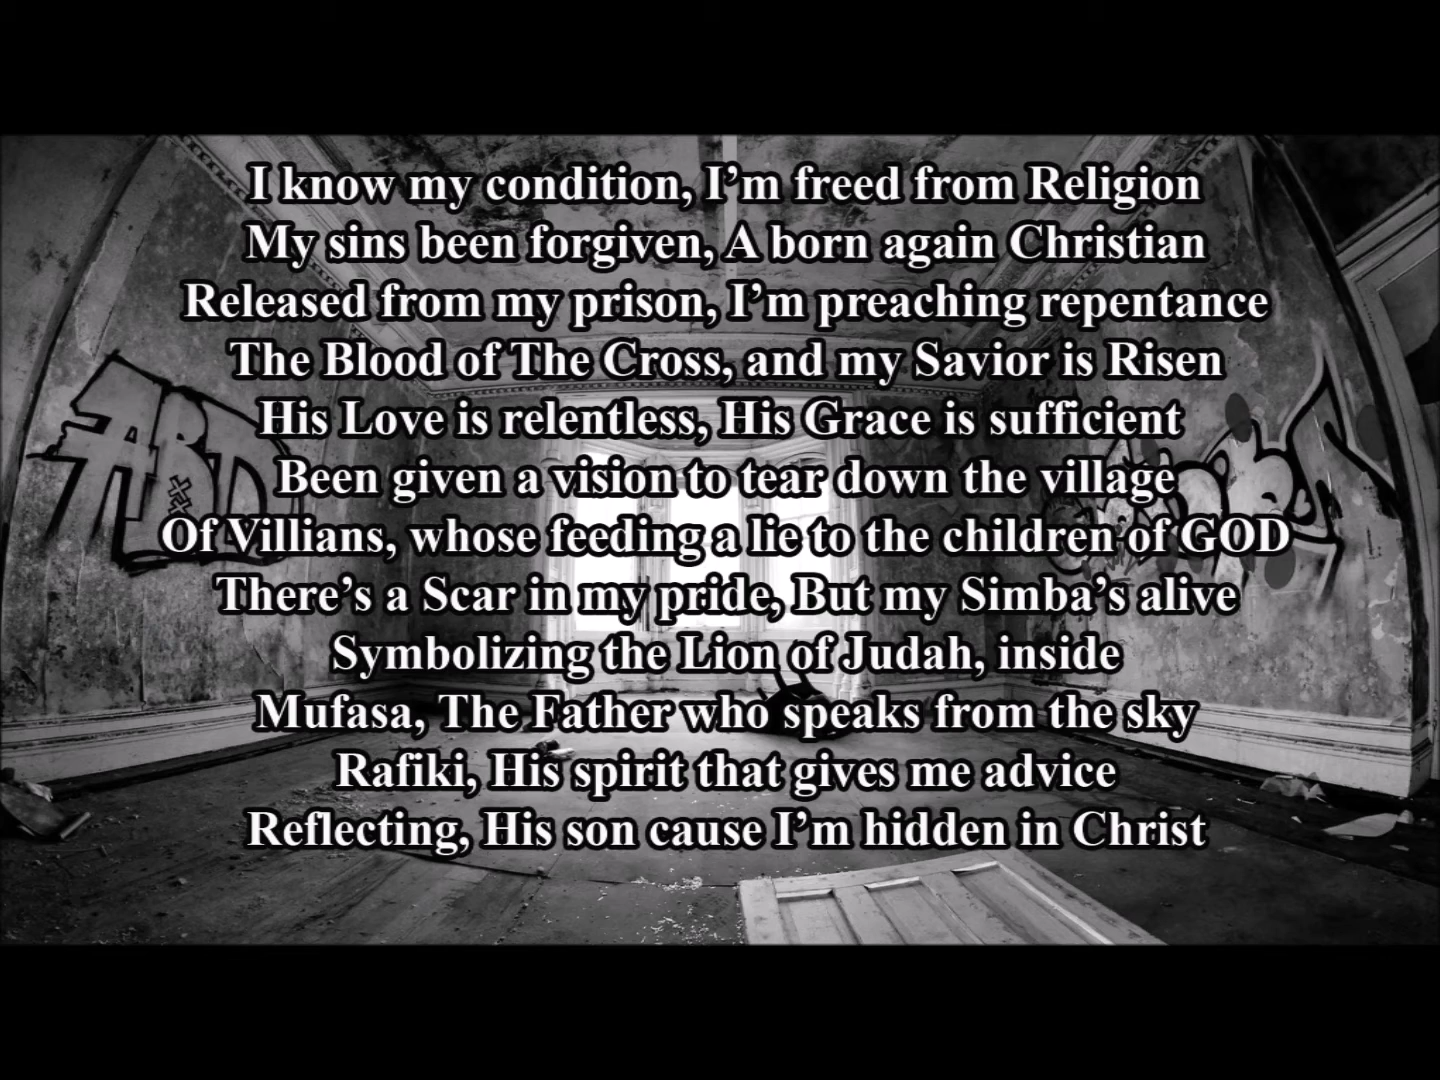 I know my condition, I’m freed from Religion
My sins been forgiven, A born again Christian
Released from my prison, I’m preaching repentance
The Blood of The Cross, and my Savior is Risen
His Love is relentless, His Grace is sufficient
Been given a vision to tear down the village
Of Villians, whose feeding a lie to the children of GOD
There’s a Scar in my pride, But my Simba’s alive
Symbolizing the Lion of Judah, inside
Mufasa, The Father who speaks from the sky
Rafiki, His spirit that gives me advice
Reflecting, His son cause I’m hidden in Christ